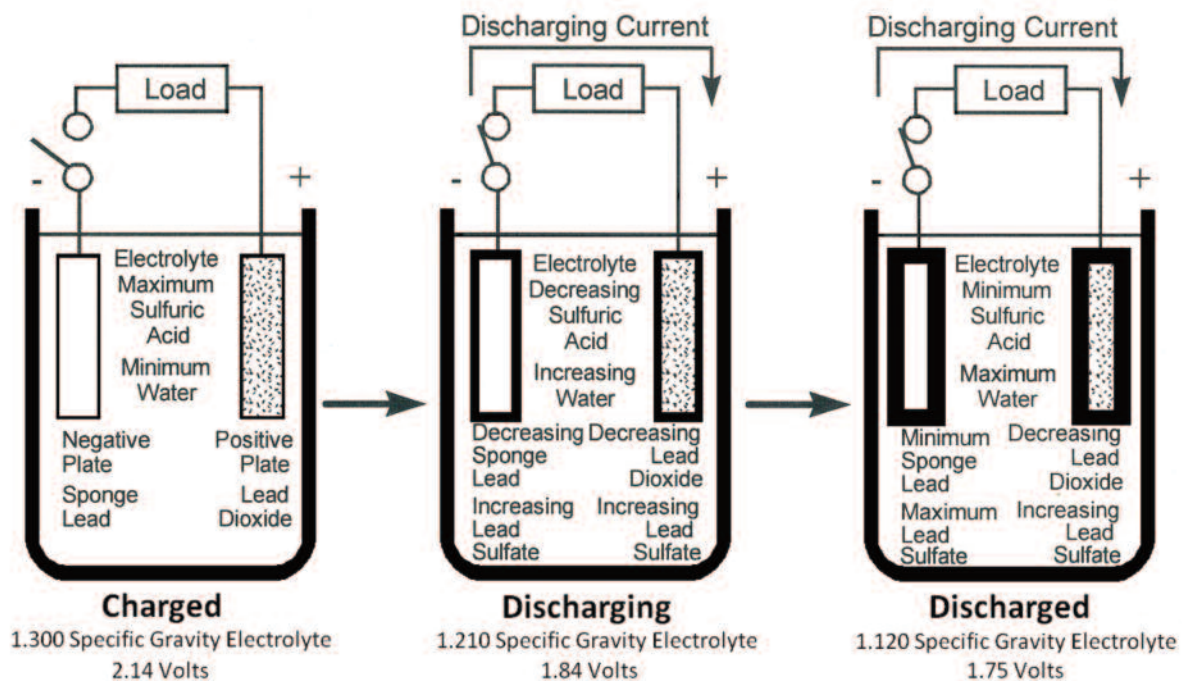 Load
-
+
Electrolyte
Maximum
Sulfuric
Acid
Minimum
Water
Negative
Plate
Sponge
Lead
Positive
Plate
Lead
Dioxide
Charged
1.300 Specific Gravity Electrolyte
2.14 Volts
Discharging Current
Load
-
+
Electrolyte
Decreasing
Sulfuric
Acid
Increasing
Water
Decreasing
Sponge
Lead
Increasing
Lead
Sulfate
Decreasing
Lead
Dioxide
Increasing
Lead
Sulfate
Discharging
1.210 Specific Gravity Electrolyte
1.84 Volts
Discharging Current
Load
-
+
Electrolyte
Minimum
Sulfuric
Acid
Maximum
Water
Minimum
Sponge
Lead
Maximum
Lead
Sulfate
Decreasing
Lead
Dioxide
Increasing
Lead
Sulfate
Discharged
1.120 Specific Gravity Electrolyte
1.75 Volts